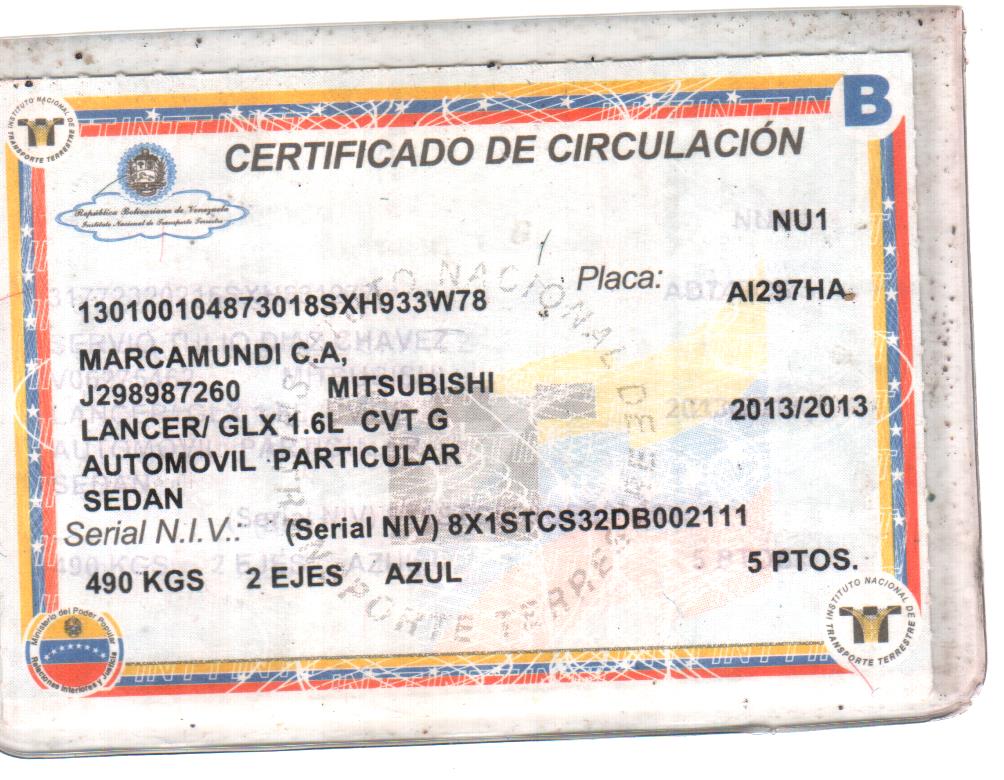 B
INSTITUTO NACIONAL DE TRANSPORTE TERRESTRE
CERTIFICADO DE CIRCULACIÓN
República Bolivariana de Venezuela
Instituto Nacional de Transporte Terrestre
NU1
Placa: AI297HA
130100104873018SXH933W78
MARCAMUNDI C.A,
J298987260 MITSUBISHI
LANCER/ GLX 1.6L CVT G 2013/2013
AUTOMOVIL PARTICULAR
SEDAN
Serial N.I.V.: (Serial NIV) 8X1STCS32DB002111
490 KGS 2 EJES AZUL 5 PTOS.
INSTITUTO NACIONAL DE TRANSPORTE TERRESTRE
Ministerio del Poder Popular
Relaciones Interiores y Justicia
INSTITUTO NACIONAL DE TRANSPORTE TERRESTRE